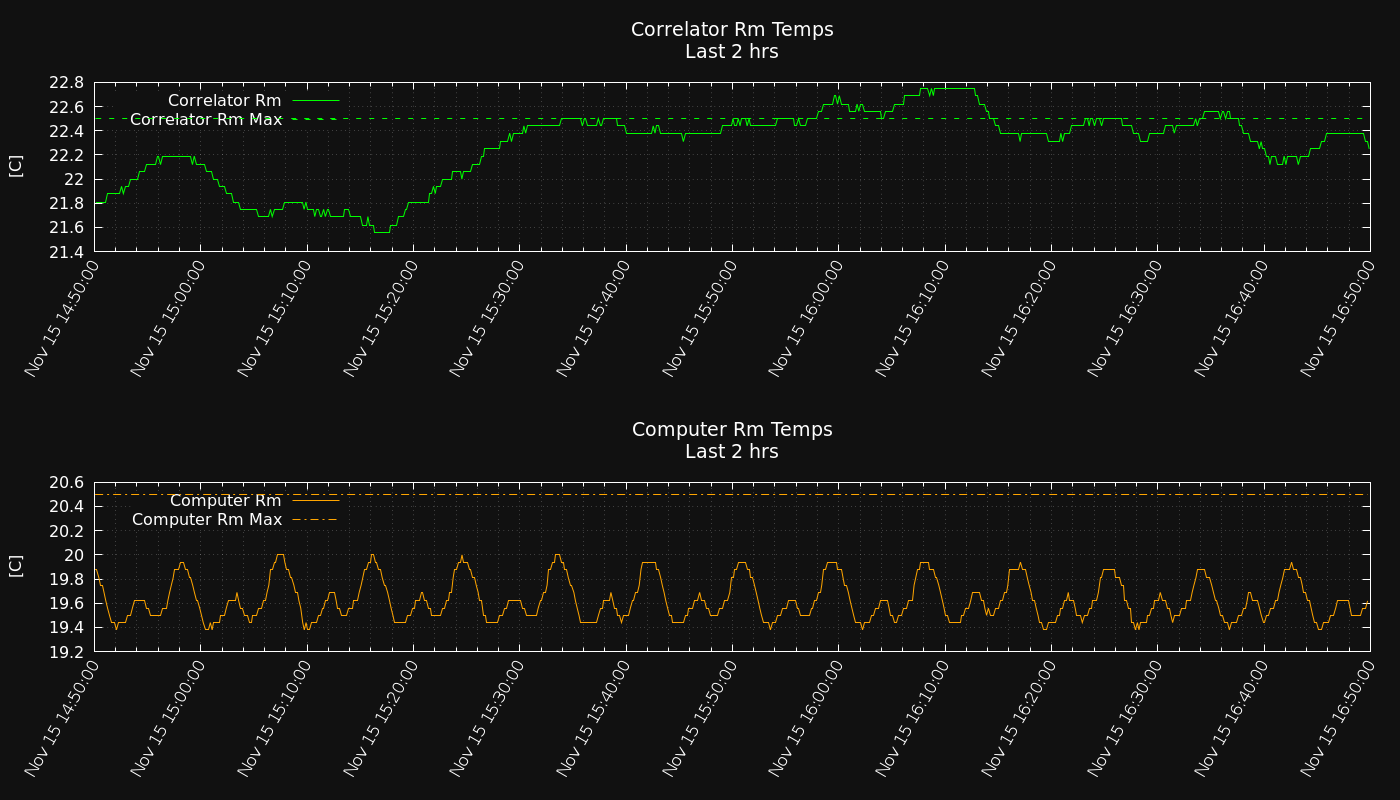 Correlator Rm Temps
Last 2 hrs
22.8
22.6
22.4
22.2
22
21.8
21.6
21.4
[C]
Correlator Rm
Correlator Rm Max
Nov 15 14:50:00
Nov 15 15:00:00
Nov 15 15:10:00
Nov 15 15:20:00
Nov 15 15:30:00
Nov 15 15:40:00
Nov 15 15:50:00
Nov 15 16:00:00
Nov 15 16:10:00
Nov 15 16:20:00
Nov 15 16:30:00
Nov 15 16:40:00
Nov 15 16:50:00
Computer Rm Temps
Last 2 hrs
20.6
20.4
20.2
20
19.8
19.6
19.4
19.2
[C]
Computer Rm
Computer Rm Max
Nov 15 14:50:00
Nov 15 15:00:00
Nov 15 15:10:00
Nov 15 15:20:00
Nov 15 15:30:00
Nov 15 15:40:00
Nov 15 15:50:00
Nov 15 16:00:00
Nov 15 16:10:00
Nov 15 16:20:00
Nov 15 16:30:00
Nov 15 16:40:00
Nov 15 16:50:00